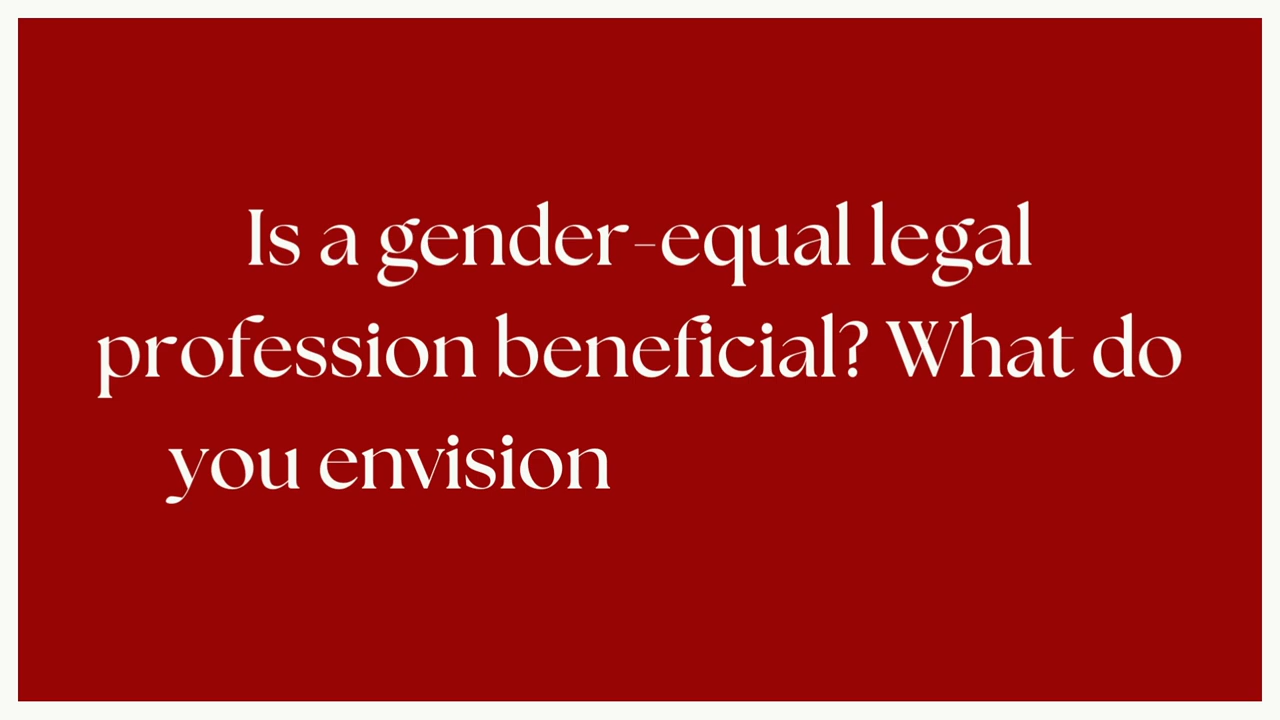 Is a gender-equal legal
profession beneficial? What do
you envision